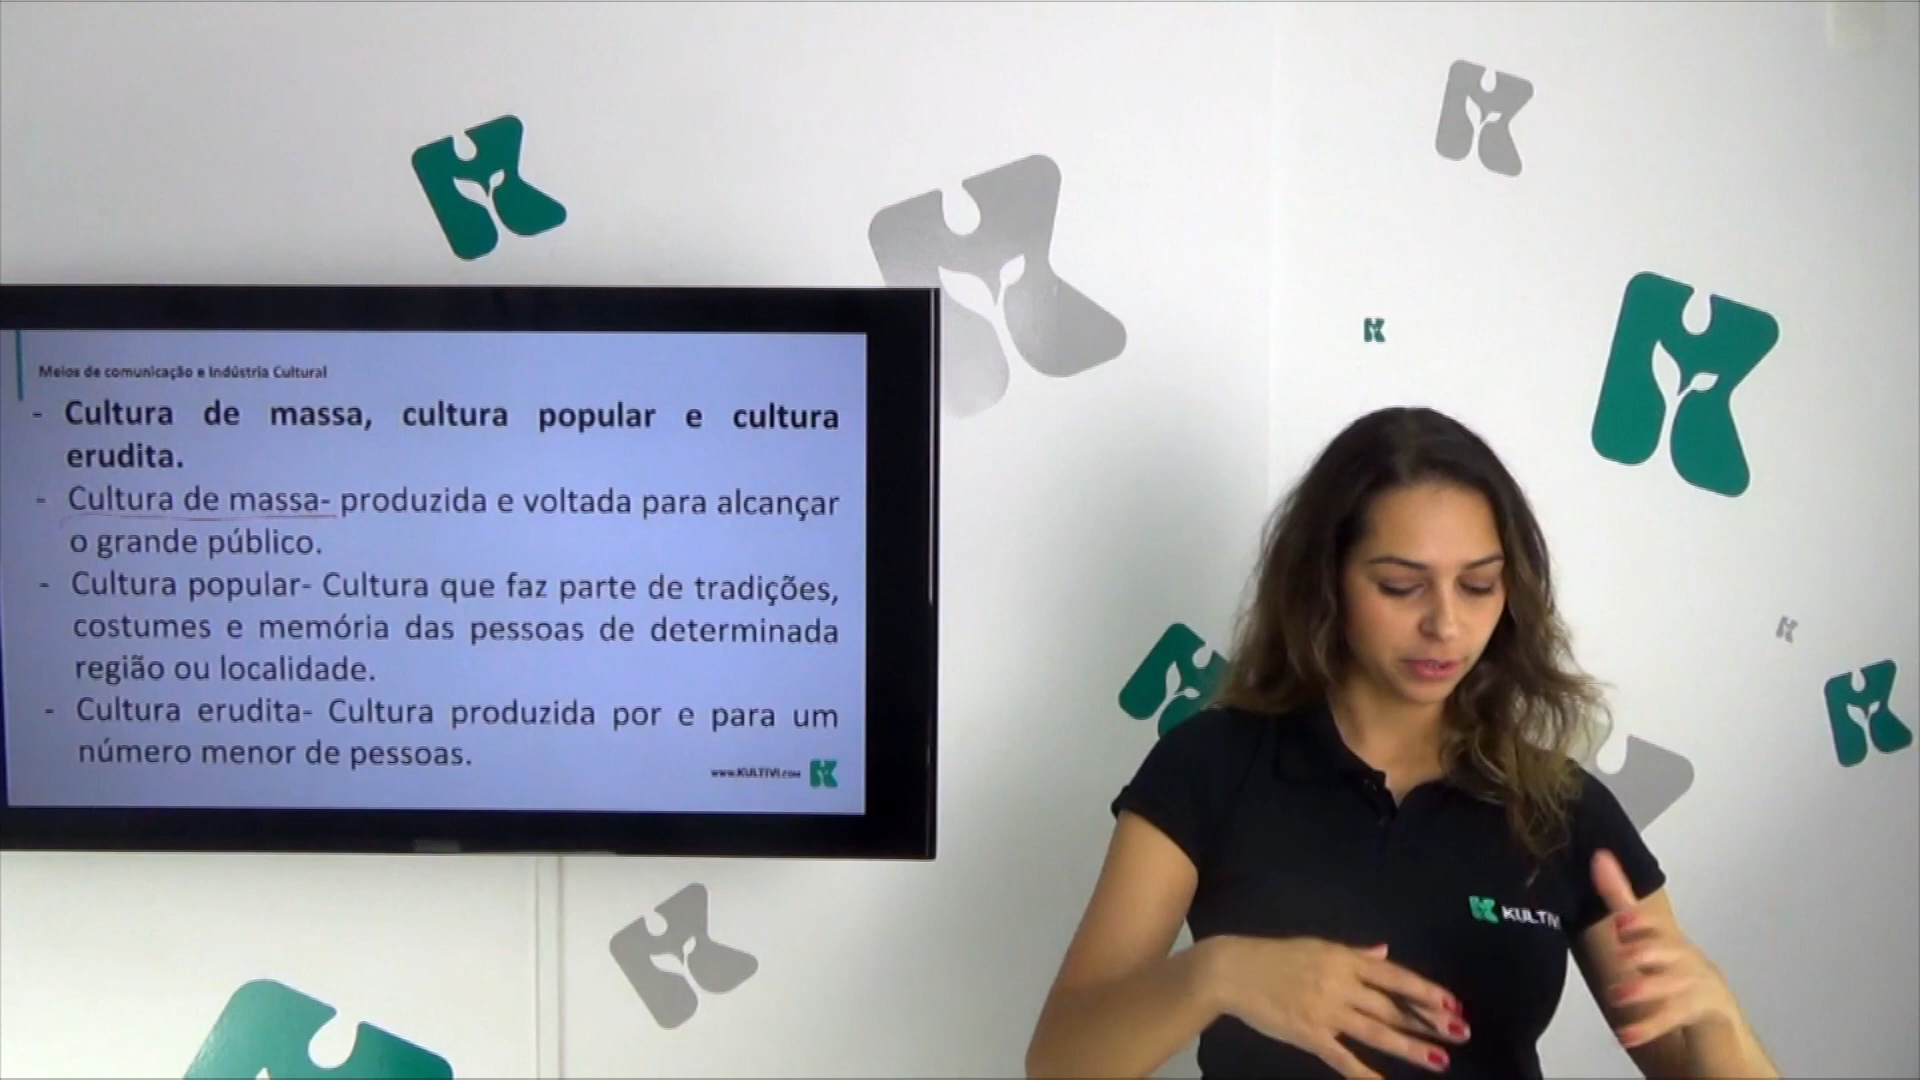 Meios de comunicação e Indústria Cultural
- Cultura de massa, cultura popular e cultura
erudita.
- Cultura de massa- produzida e voltada para alcançar
o grande público.
- Cultura popular- Cultura que faz parte de tradições,
costumes e memória das pessoas de determinada
região ou localidade.
- Cultura erudita- Cultura produzida por e para um
número menor de pessoas.
www.KULTIVI.com
KULTIVI